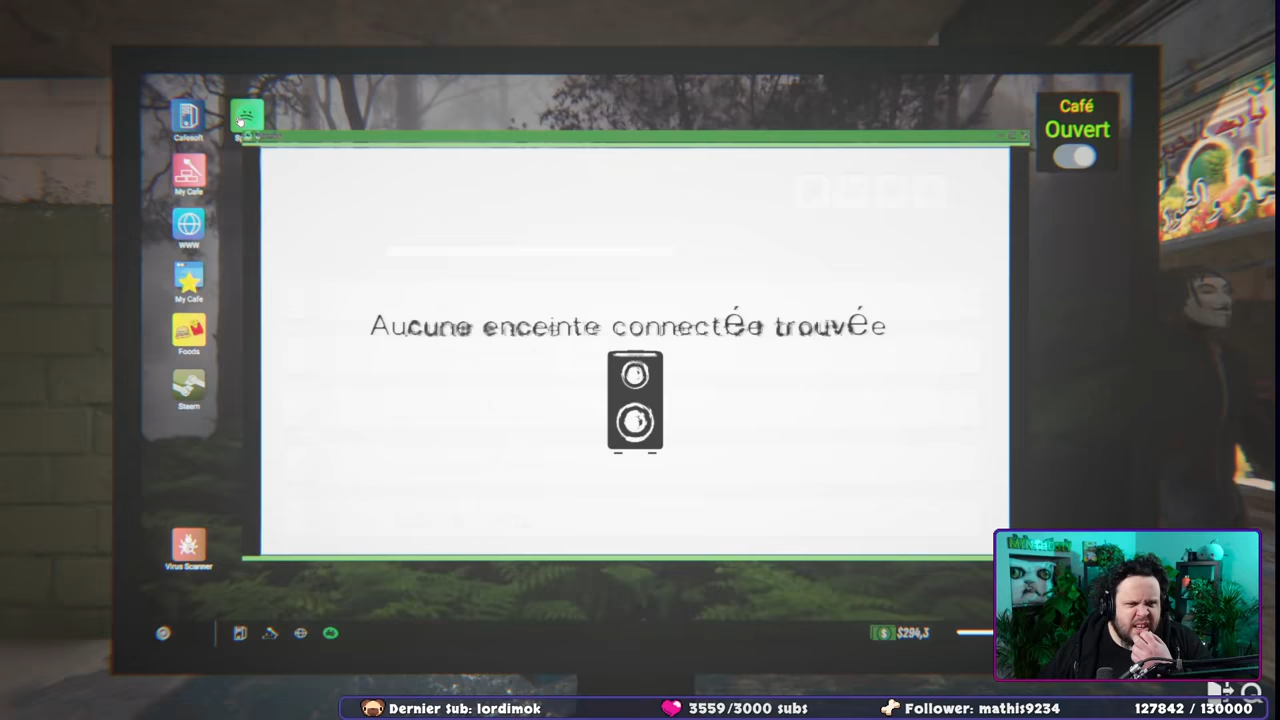 Café
Ouvert
Cafesoft
My Cafe
WWW
My Cafe
Foods
Steem
Virus Scanner
Aucune enceinte connectée trouvée
$294,3
Dernier sub: lordimok
3559/3000 subs
Follower: mathis9234
127842 / 130000